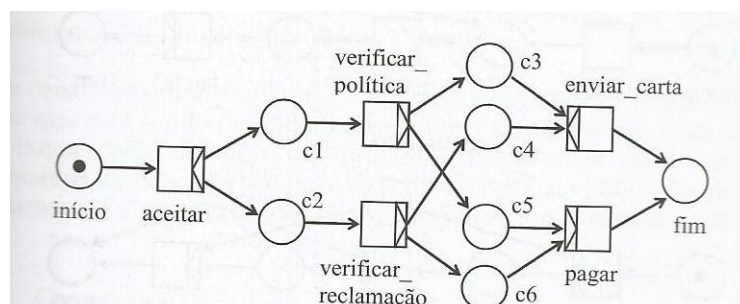 verificar_
política
c3
enviar_carta
c1
c4
início
aceitar
c2
c5
fim
verificar_
reclamação
c6
pagar